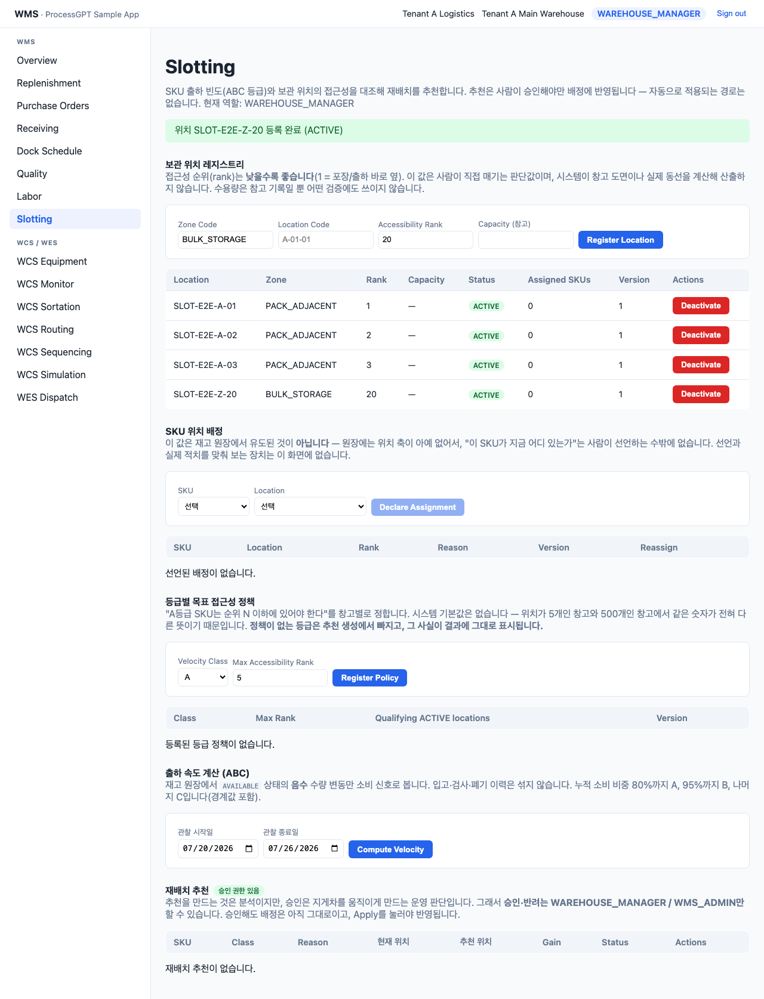 WMS · ProcessGPT Sample App
Tenant A Logistics Tenant A Main Warehouse WAREHOUSE_MANAGER Sign out
WMS
Overview
Replenishment
Purchase Orders
Receiving
Dock Schedule
Quality
Labor
Slotting
WCS / WES
WCS Equipment
WCS Monitor
WCS Sortation
WCS Routing
WCS Sequencing
WCS Simulation
WES Dispatch
Slotting
SKU 출하 빈도(ABC 등급)와 보관 위치의 접근성을 대조해 재배치를 추천합니다. 추천은 사람이 승인해야만 배정에 반영됩니다 — 자동으로 적용되는 경로는
없습니다. 현재 역할: WAREHOUSE_MANAGER
위치 SLOT-E2E-Z-20 등록 완료 (ACTIVE)
보관 위치 레지스트리
접근성 순위(rank)는 낮을수록 좋습니다(1 = 포장/출하 바로 옆). 이 값은 사람이 직접 매기는 판단값이며, 시스템이 창고 도면이나 실제 동선을 계산해 산출하
지 않습니다. 수용량은 참고 기록일 뿐 어떤 검증에도 쓰이지 않습니다.
Zone Code Location Code Accessibility Rank Capacity (참고)
BULK_STORAGE A-01-01 20 Register Location
Location Zone Rank Capacity Status Assigned SKUs Version Actions
SLOT-E2E-A-01 PACK_ADJACENT 1 — ACTIVE 0 1 Deactivate
SLOT-E2E-A-02 PACK_ADJACENT 2 — ACTIVE 0 1 Deactivate
SLOT-E2E-A-03 PACK_ADJACENT 3 — ACTIVE 0 1 Deactivate
SLOT-E2E-Z-20 BULK_STORAGE 20 — ACTIVE 0 1 Deactivate
SKU 위치 배정
이 값은 재고 원장에서 유도된 것이 아닙니다 — 원장에는 위치 축이 아예 없어서, "이 SKU가 지금 어디 있는가"는 사람이 선언하는 수밖에 없습니다. 선언과
실제 적치를 맞춰 보는 장치는 이 화면에 없습니다.
SKU Location
선택 선택 Declare Assignment
SKU Location Rank Reason Version Reassign
선언된 배정이 없습니다.
등급별 목표 접근성 정책
"A등급 SKU는 순위 N 이하에 있어야 한다"를 창고별로 정합니다. 시스템 기본값은 없습니다 — 위치가 5개인 창고와 500개인 창고에서 같은 숫자가 전혀 다
른 뜻이기 때문입니다. 정책이 없는 등급은 추천 생성에서 빠지고, 그 사실이 결과에 그대로 표시됩니다.
Velocity Class Max Accessibility Rank
A 5 Register Policy
Class Max Rank Qualifying ACTIVE locations Version
등록된 등급 정책이 없습니다.
출하 속도 계산 (ABC)
재고 원장에서 AVAILABLE 상태의 음수 수량 변동만 소비 신호로 봅니다. 입고·검사·폐기 이력은 섞지 않습니다. 누적 소비 비중 80%까지 A, 95%까지 B, 나머
지 C입니다(경계값 포함).
관찰 시작일 관찰 종료일
07/20/2026 07/26/2026 Compute Velocity
재배치 추천 승인 권한 있음
추천을 만드는 것은 분석이지만, 승인은 지게차를 움직이게 만드는 운영 판단입니다. 그래서 승인·반려는 WAREHOUSE_MANAGER / WMS_ADMIN만
할 수 있습니다. 승인해도 배정은 아직 그대로이고, Apply를 눌러야 반영됩니다.
SKU Class Reason 현재 위치 추천 위치 Gain Status Actions
재배치 추천이 없습니다.